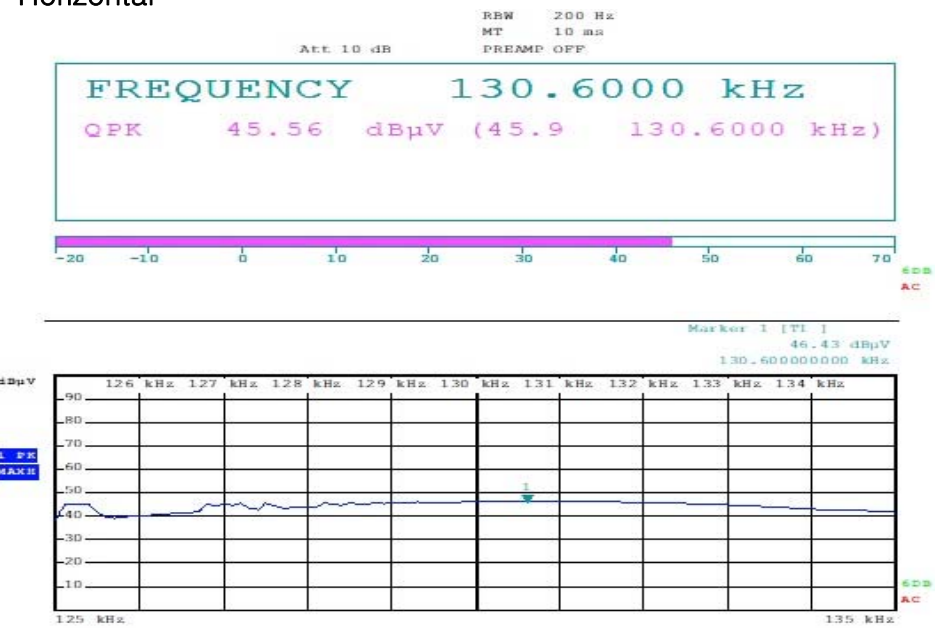 Horizontal
RBW 200 Hz
MT 10 ms
Att 10 dB PREAMP OFF
FREQUENCY 130.6000 kHz
QPK 45.56 dBµV (45.9 130.6000 kHz)
-20 -10 0 10 20 30 40 50 60 70
6DB
AC
Marker 1 [T1 ]
46.43 dBµV
130.600000000 kHz
dBµV
126 kHz 127 kHz 128 kHz 129 kHz 130 kHz 131 kHz 132 kHz 133 kHz 134 kHz
90
80
70
1 PK
MAXH
60
50
1
40
30
20
10
6DB
AC
125 kHz 135 kHz